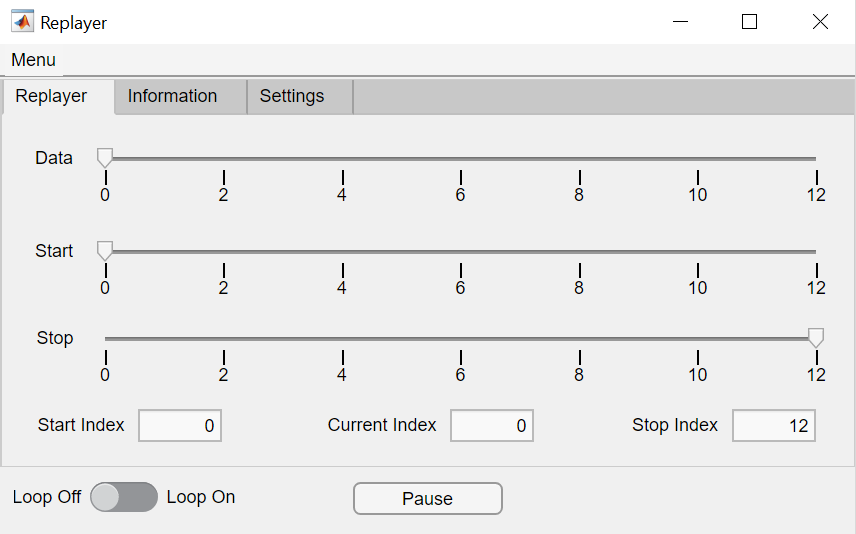 Replayer
Menu
Replayer Information Settings
Data
0 2 4 6 8 10 12
Start
0 2 4 6 8 10 12
Stop
0 2 4 6 8 10 12
Start Index 0 Current Index 0 Stop Index 12
Loop Off Loop On Pause